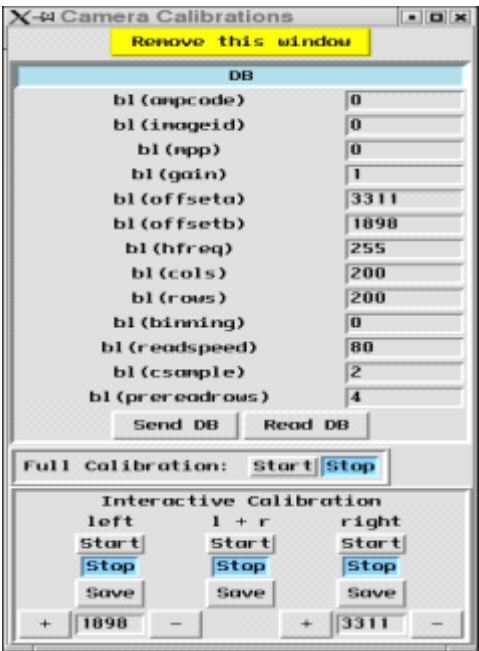 Camera Calibrations
Remove this window
DB
bl(ampcode) 0
bl(imageid) 0
bl(mpp) 0
bl(gain) 1
bl(offseta) 3311
bl(offsetb) 1898
bl(hfreq) 255
bl(cols) 200
bl(rows) 200
bl(binning) 0
bl(readspeed) 80
bl(csample) 2
bl(prereadrows) 4
Send DB Read DB
Full Calibration: Start Stop
Interactive Calibration
left l + r right
Start Start Start
Stop Stop Stop
Save Save Save
+ 1898 - + 3311 -